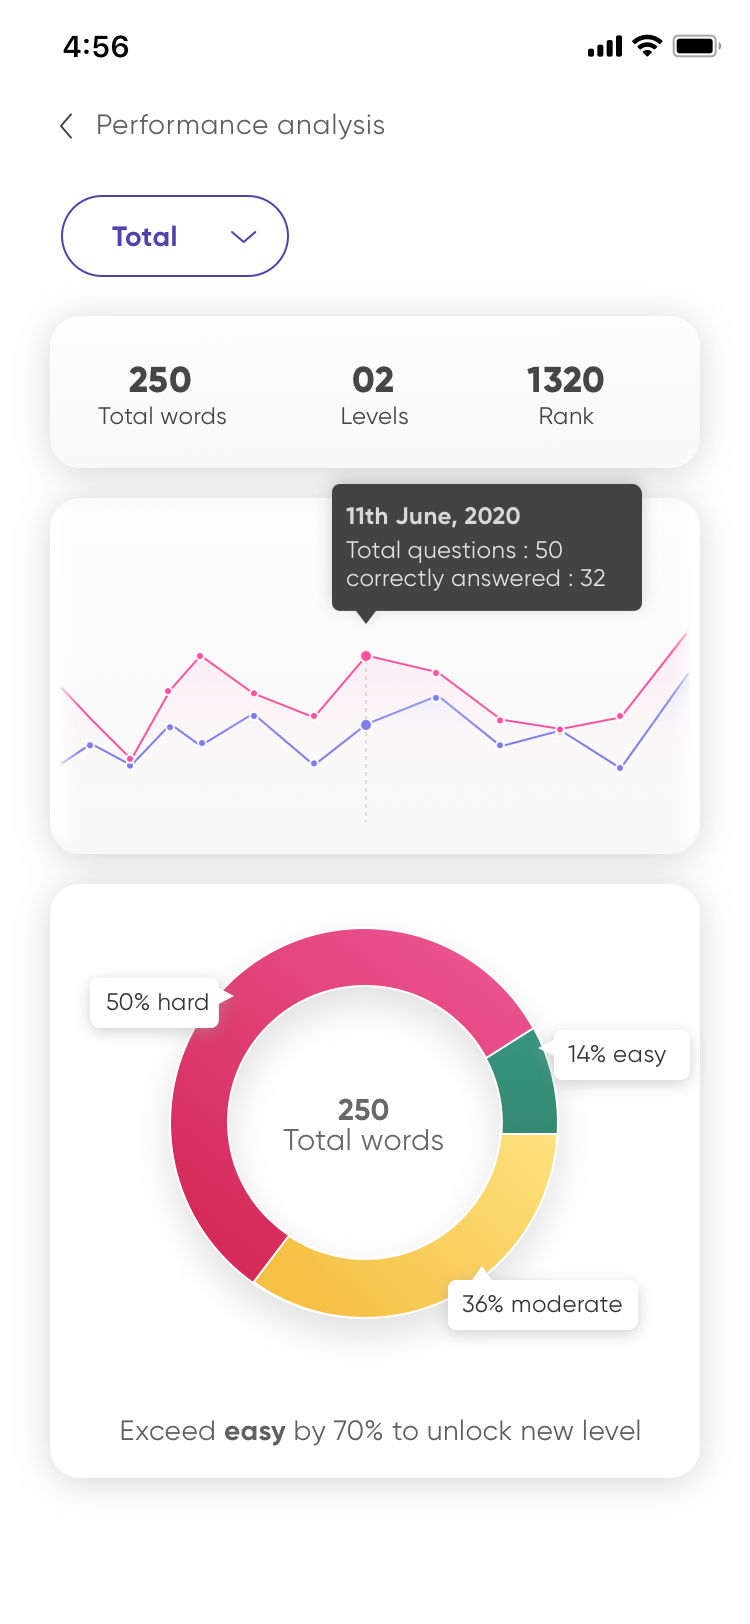 4:56
Performance analysis
Total
250
Total words
02
Levels
1320
Rank
11th June, 2020
Total questions : 50
correctly answered : 32
50% hard
14% easy
250
Total words
36% moderate
Exceed easy by 70% to unlock new level